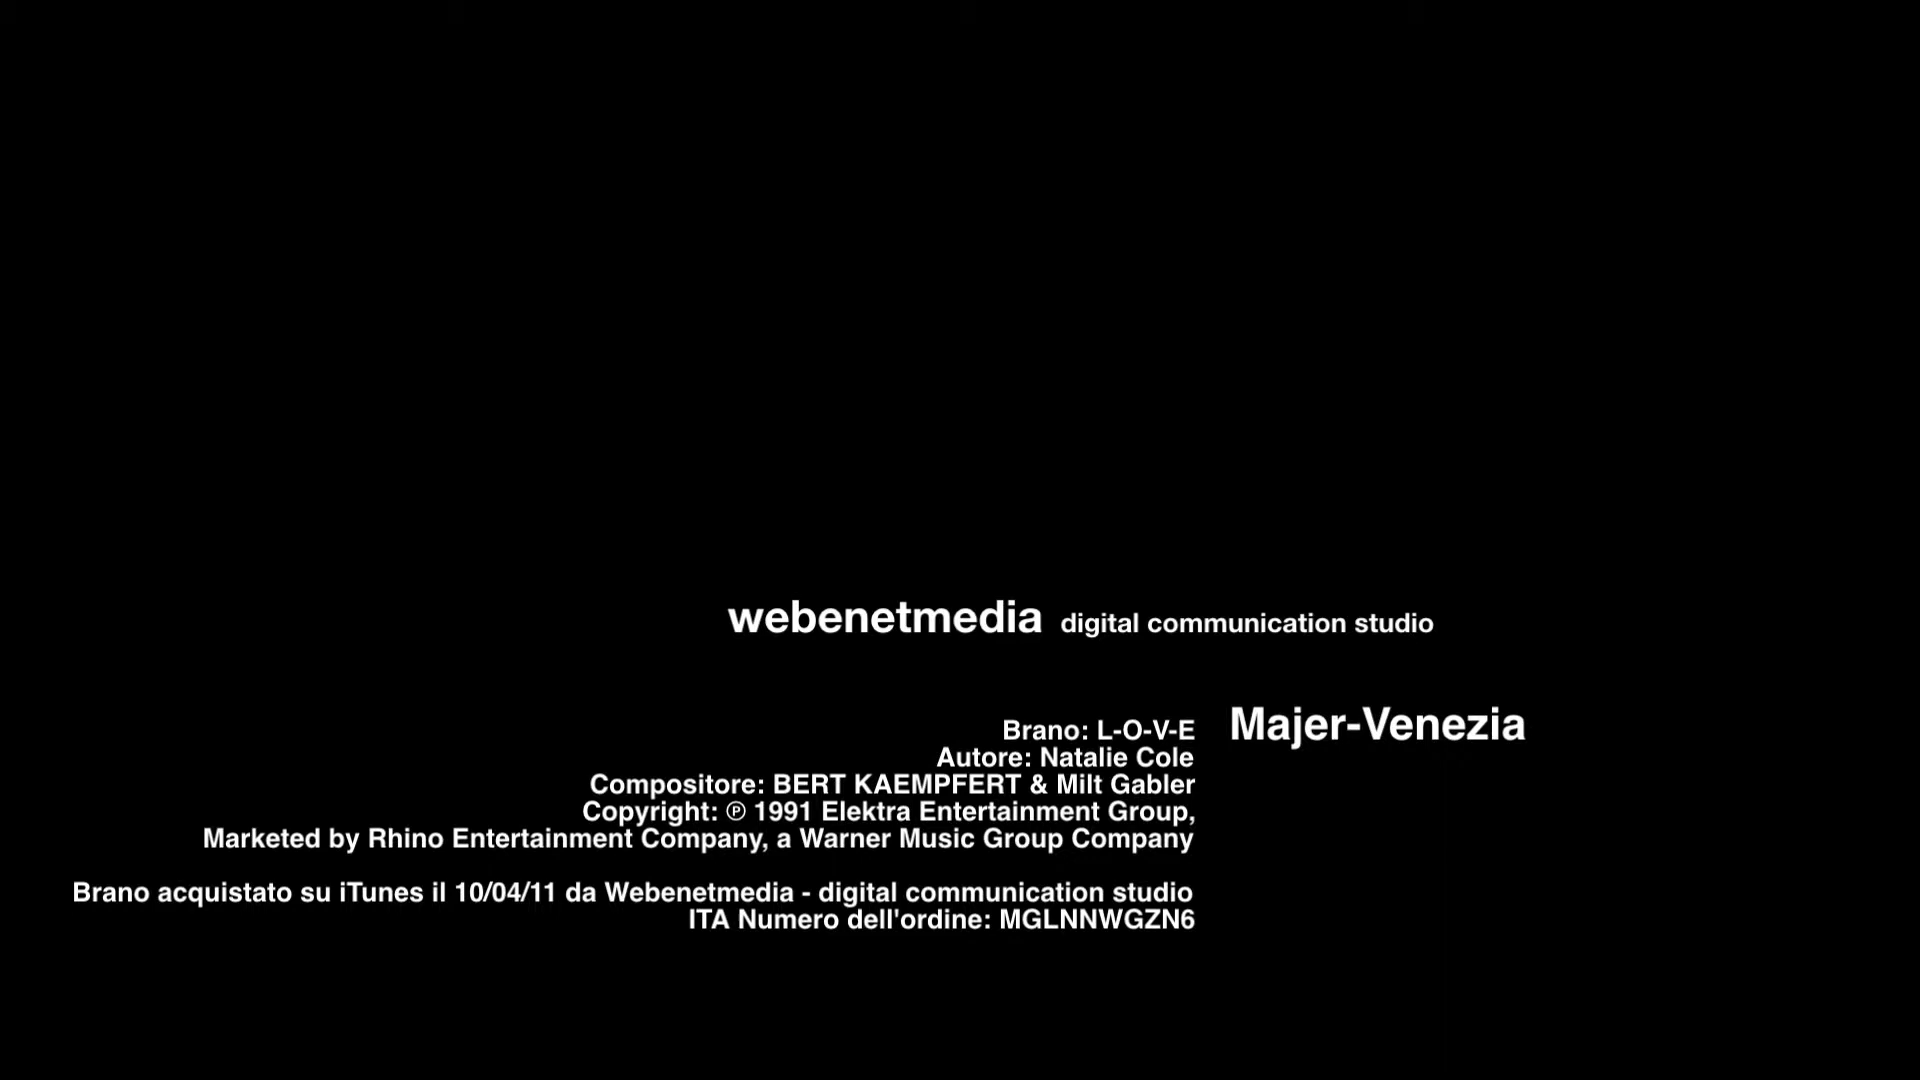 webenetmedia digital communication studio
Brano: L-O-V-E
Majer-Venezia
Autore: Natalie Cole
Compositore: BERT KAEMPFERT & Milt Gabler
Copyright: ℗ 1991 Elektra Entertainment Group,
Marketed by Rhino Entertainment Company, a Warner Music Group Company
Brano acquistato su iTunes il 10/04/11 da Webenetmedia - digital communication studio
ITA Numero dell'ordine: MGLNNWGZN6